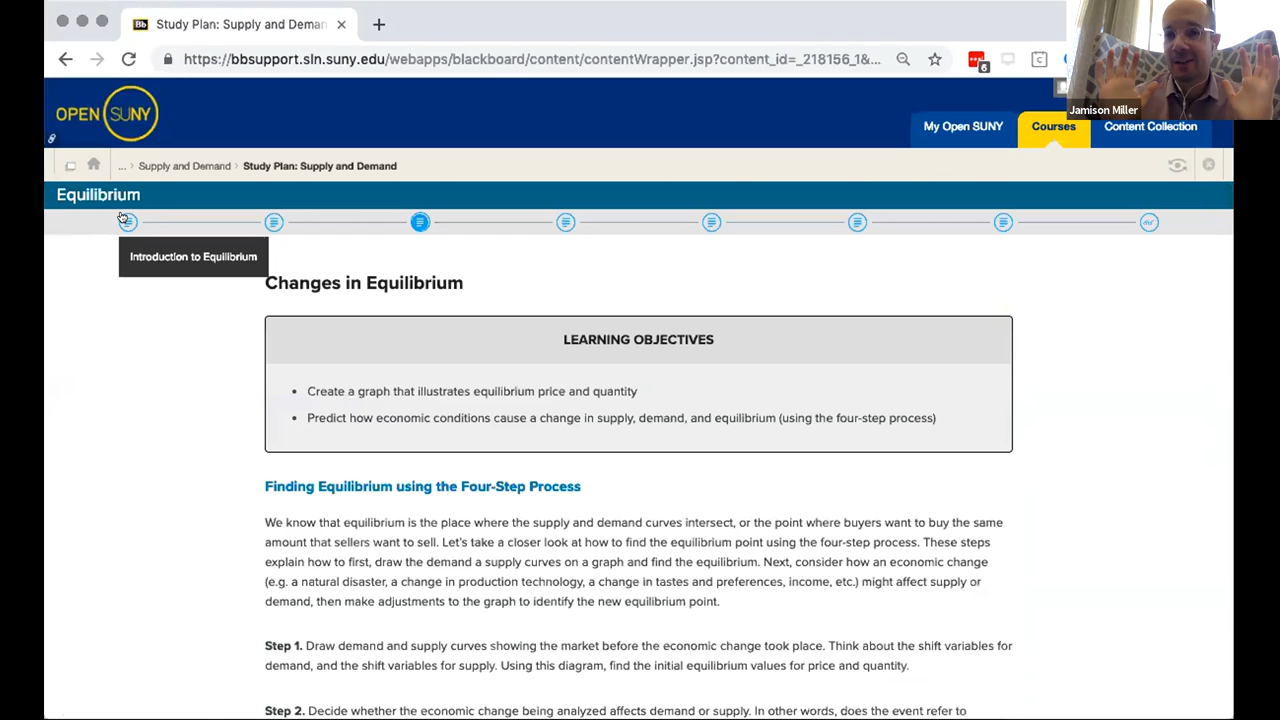 Bb Study Plan: Supply and Deman
https://bbsupport.sln.suny.edu/webapps/blackboard/content/contentWrapper.jsp?content_id=_218156_1&...
6
Jamison Miller
OPEN SUNY
My Open SUNY
Courses
Content Collection
... › Supply and Demand › Study Plan: Supply and Demand
Equilibrium
Introduction to Equilibrium
Changes in Equilibrium
LEARNING OBJECTIVES
• Create a graph that illustrates equilibrium price and quantity
• Predict how economic conditions cause a change in supply, demand, and equilibrium (using the four-step process)
Finding Equilibrium using the Four-Step Process
We know that equilibrium is the place where the supply and demand curves intersect, or the point where buyers want to buy the same
amount that sellers want to sell. Let’s take a closer look at how to find the equilibrium point using the four-step process. These steps
explain how to first, draw the demand a supply curves on a graph and find the equilibrium. Next, consider how an economic change
(e.g. a natural disaster, a change in production technology, a change in tastes and preferences, income, etc.) might affect supply or
demand, then make adjustments to the graph to identify the new equilibrium point.
Step 1. Draw demand and supply curves showing the market before the economic change took place. Think about the shift variables for
demand, and the shift variables for supply. Using this diagram, find the initial equilibrium values for price and quantity.
Step 2. Decide whether the economic change being analyzed affects demand or supply. In other words, does the event refer to